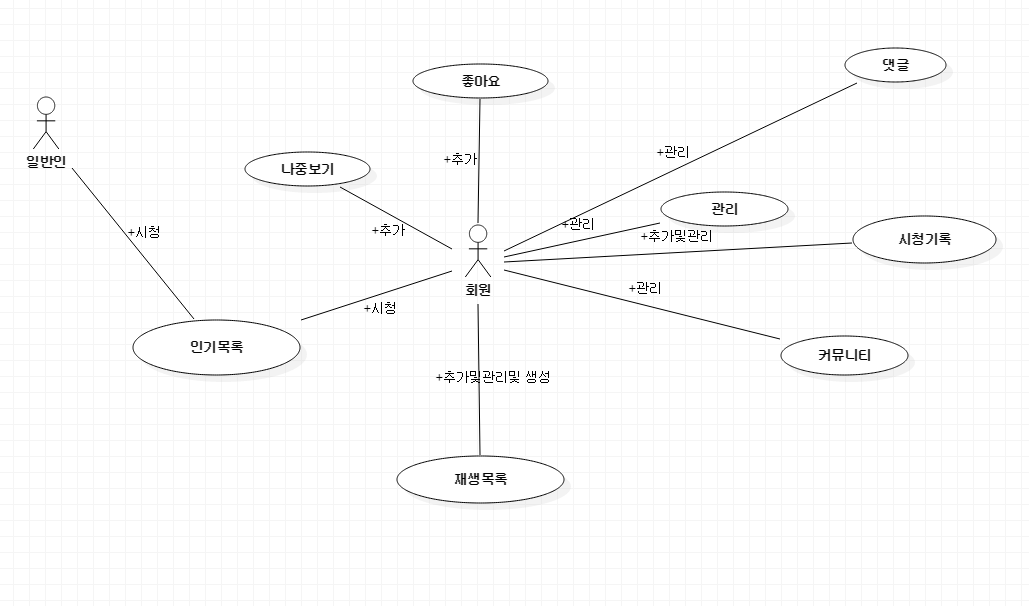 좋아요
댓글
일반인
+추가
+관리
나중보기
관리
+추가
+관리
+시청
+추가및관리
시청기록
회원
+관리
+시청
인기목록
커뮤니티
+추가및관리및 생성
재생목록